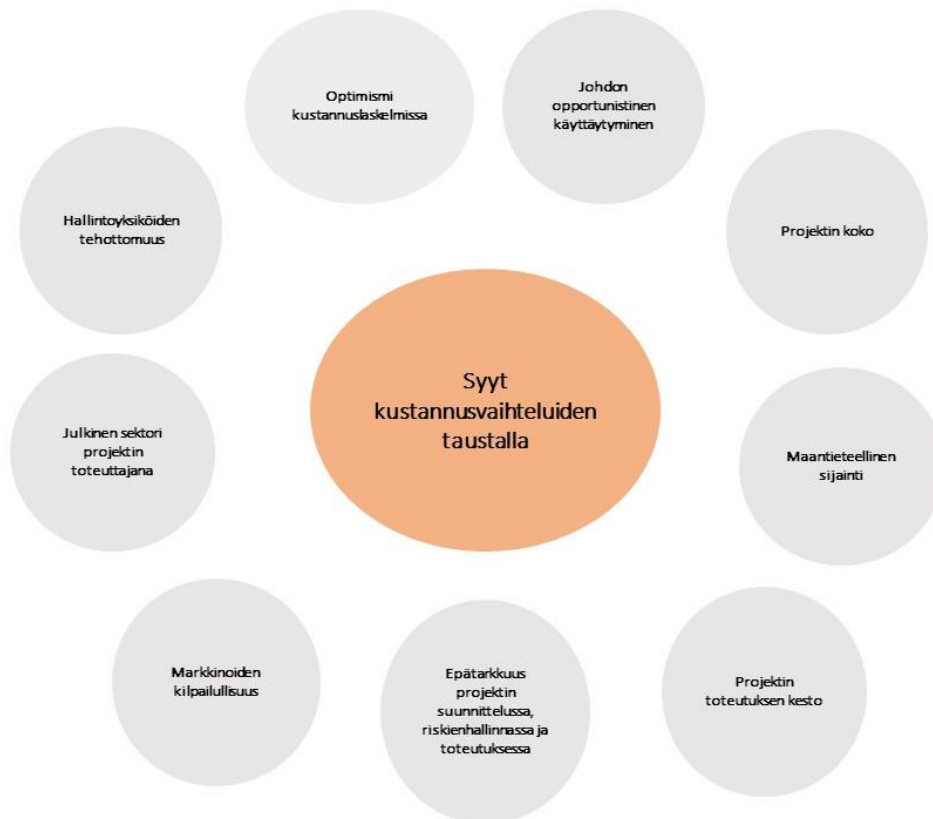 Optimismi
kustannuslaskelmissa
Johdon
opportunistinen
käyttäytyminen
Hallintoyksiköiden
tehottomuus
Projektin koko
Syyt
kustannusvaihteluiden
taustalla
Julkinen sektori
projektin
toteuttajana
Maantieteellinen
sijainti
Markkinoiden
kilpailullisuus
Epätarkkuus
projektin
suunnittelussa,
riskienhallinnassa ja
toteutuksessa
Projektin
toteutuksen kesto